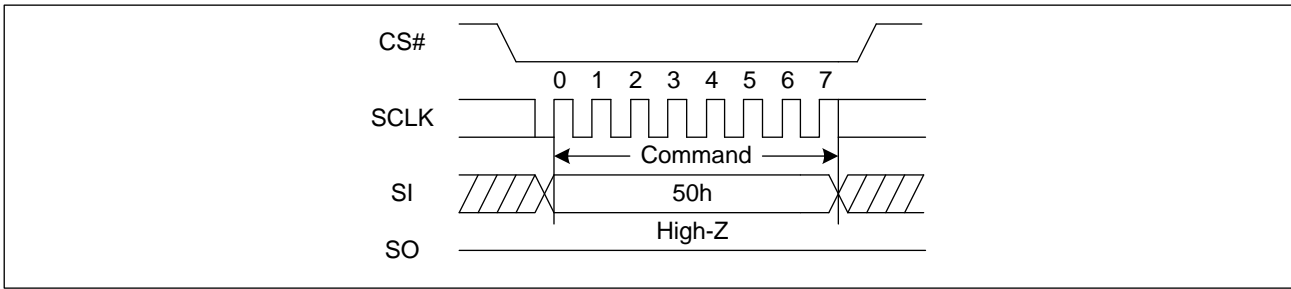 CS#
0 1 2 3 4 5 6 7
SCLK
Command
SI
50h
High-Z
SO